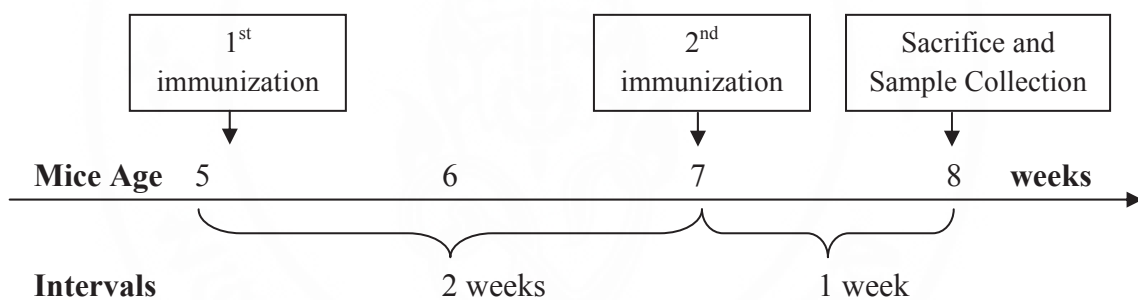 1st
immunization
2nd
immunization
Sacrifice and
Sample Collection
Mice Age 5 6 7 8 weeks
Intervals 2 weeks 1 week